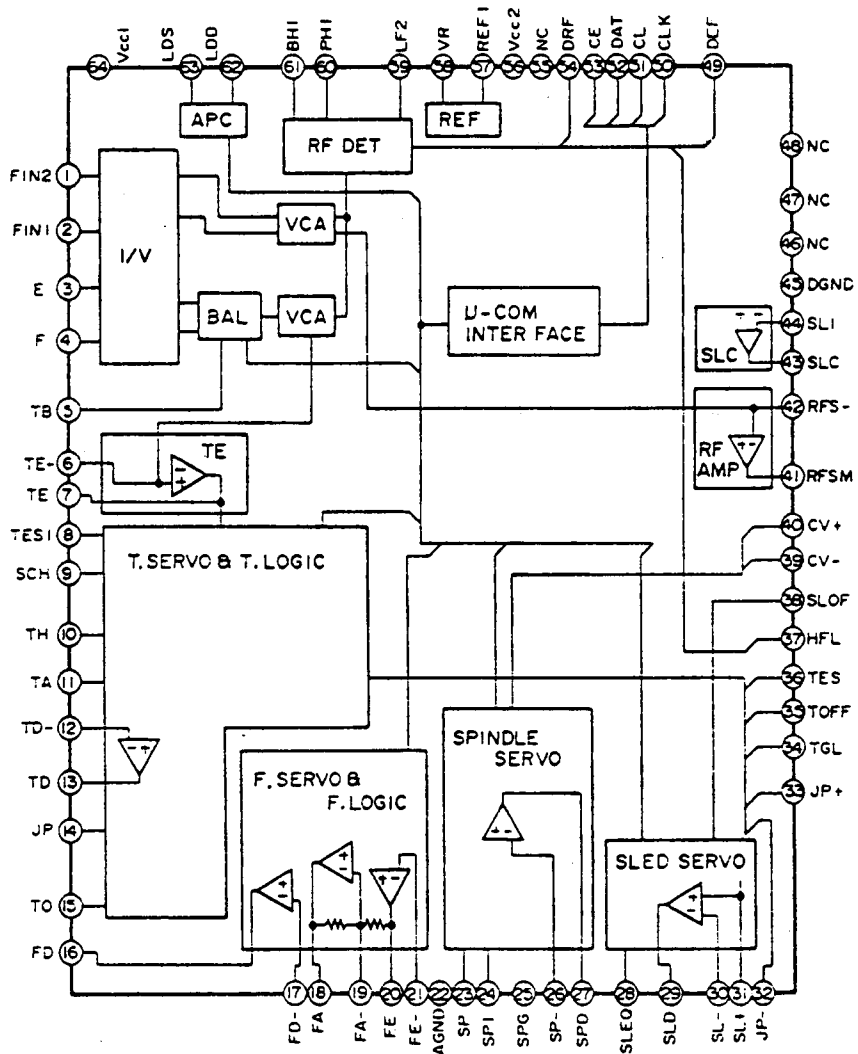 Vcc1
LDS
LDD
BH1
PH1
LF2
VR
REF1
Vcc2
NC
DRF
CE
DAT
CL
CLK
DEF
64
63
62
61
60
59
58
57
56
55
54
53
52
51
50
49
APC
RF DET
REF
FIN2 1
FIN1 2
E 3
F 4
TB 5
TE- 6
TE 7
TES1 8
SCH 9
TH 10
TA 11
TD- 12
TD 13
JP 14
TO 15
FD 16
I/V
VCA
BAL
VCA
μ-COM
INTER FACE
TE
T.SERVO & T.LOGIC
F.SERVO &
F.LOGIC
SPINDLE
SERVO
SLED SERVO
SLC
RF
AMP
48 NC
47 NC
46 NC
45 DGND
44 SLI
43 SLC
42 RFS-
41 RFSM
40 CV+
39 CV-
38 SLOF
37 HFL
36 TES
35 TOFF
34 TGL
33 JP+
17
18
19
20
21
22
23
24
25
26
27
28
29
30
31
32
FD-
FA
FA-
FE
FE-
AGND
SP
SPI
SPG
SP-
SPD
SLEQ
SLD
SL-
JP-